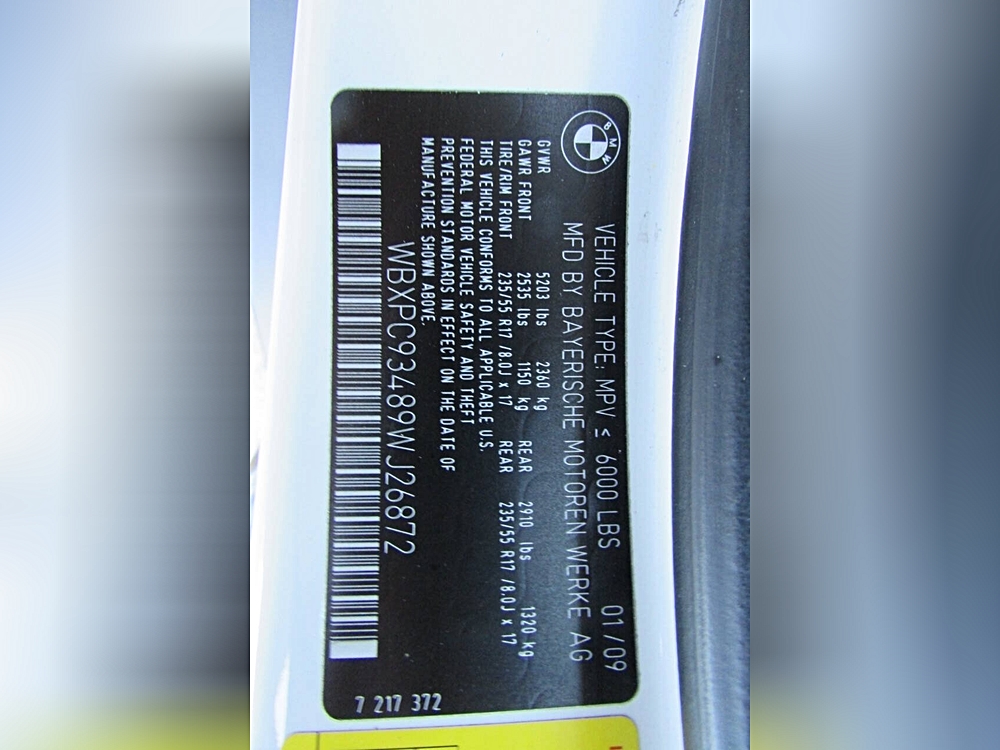 BMW
VEHICLE TYPE: MPV ≤ 6000 LBS 01/09
MFD BY BAYERISCHE MOTOREN WERKE AG
GVWR 5203 lbs 2360 kg
GAWR FRONT 2535 lbs 1150 kg REAR 2910 lbs 1320 kg
TIRE/RIM FRONT 235/55 R17 /8.0J x 17 REAR 235/55 R17 /8.0J x 17
THIS VEHICLE CONFORMS TO ALL APPLICABLE U.S.
FEDERAL MOTOR VEHICLE SAFETY AND THEFT
PREVENTION STANDARDS IN EFFECT ON THE DATE OF
MANUFACTURE SHOWN ABOVE.
WBXPC93489WJ26872
7 217 372